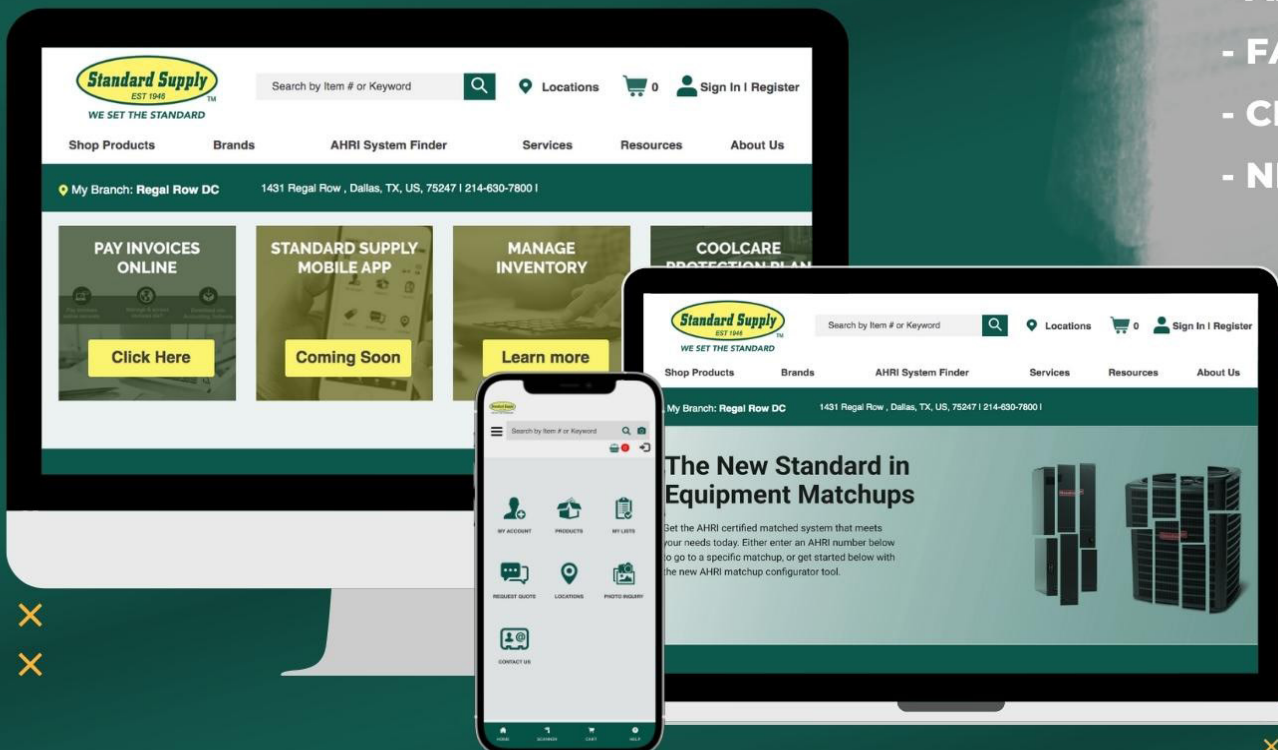 - FA
- NE
Standard Supply
EST 1946
TM
WE SET THE STANDARD
Search by Item # or Keyword
Locations
0
Sign In I Register
Shop Products Brands AHRI System Finder Services Resources About Us
My Branch: Regal Row DC 1431 Regal Row , Dallas, TX, US, 75247 I 214-630-7800 I
PAY INVOICES
ONLINE
Click Here
STANDARD SUPPLY
MOBILE APP
Coming Soon
MANAGE
INVENTORY
Learn more
COOLCARE
PROTECTION PLAN
Standard Supply
EST 1946
TM
WE SET THE STANDARD
Search by Item # or Keyword
Locations
0
Sign In I Register
Shop Products Brands AHRI System Finder Services Resources About Us
My Branch: Regal Row DC 1431 Regal Row , Dallas, TX, US, 75247 I 214-630-7800 I
The New Standard in
Equipment Matchups
Get the AHRI certified matched system that meets
your needs today. Either enter an AHRI number below
to go to a specific matchup, or get started below with
the new AHRI matchup configurator tool.
Standard Supply
Search by Item # or Keyword
MY ACCOUNT PRODUCTS MY LISTS
REQUEST QUOTE LOCATIONS PHOTO INQUIRY
CONTACT US
HOME CART HELP